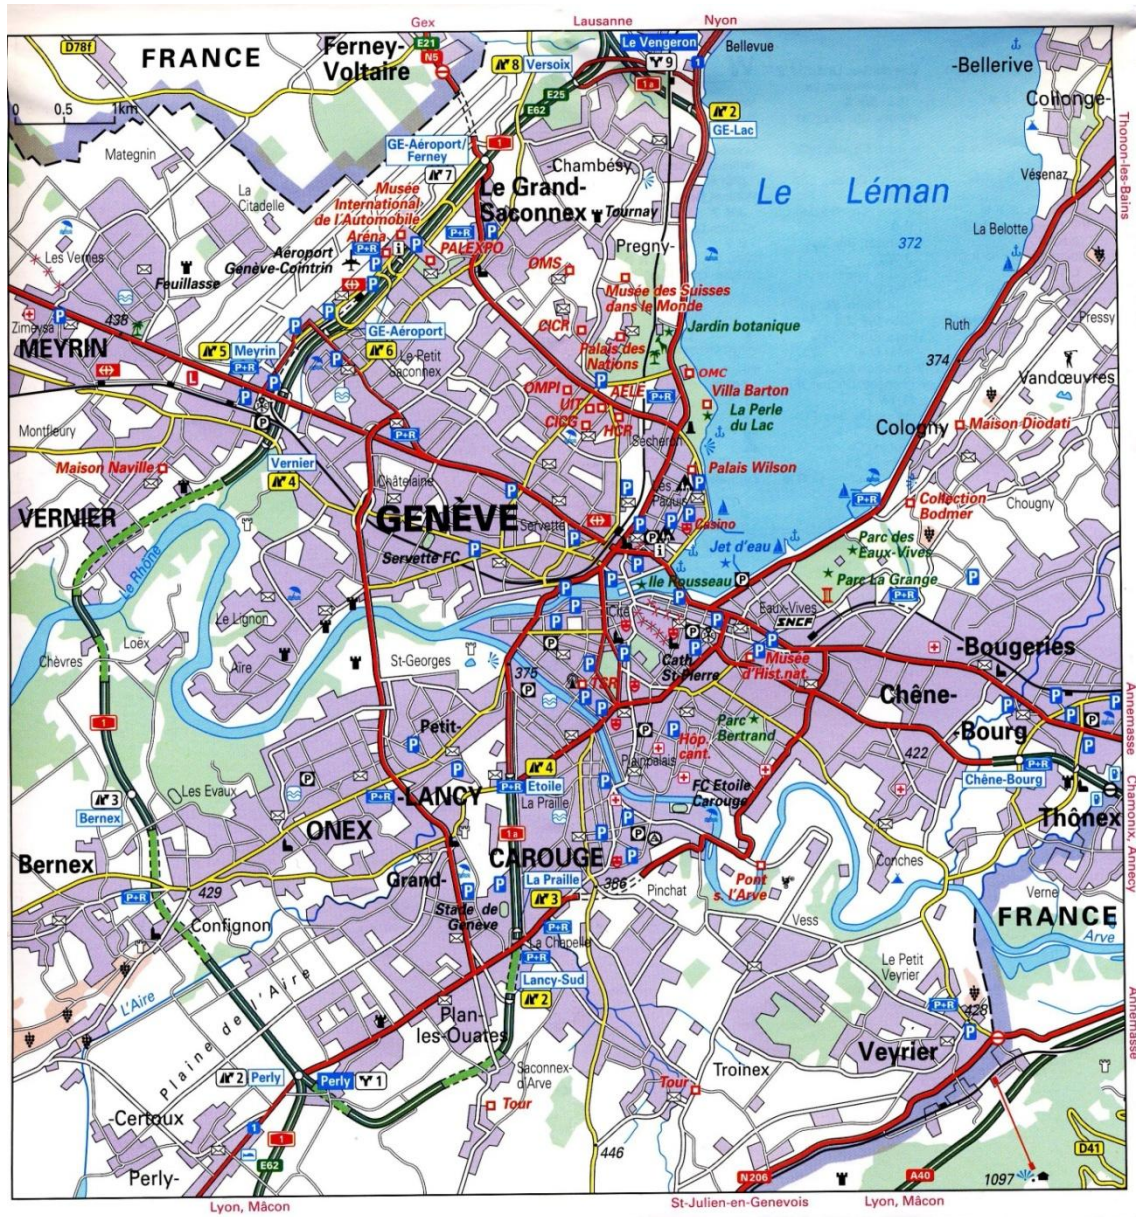 Gex
Lausanne
Nyon
D78f
FRANCE
Ferney-
Voltaire
E21
N5
8
Versoix
Le Vengeron
9
1a
1
Bellevue
-Bellerive
0
0.5
1km
E25
E62
2
GE-Lac
Collonge-
Thonon-les-Bains
Mategnin
GE-Aéroport/
Ferney
1
7
-Chambésy
Vésenaz
La
Citadelle
Musée
International
de l'Automobile
Aréna
Le Grand-
Saconnex
Tournay
Le Léman
372
La Belotte
Les Vernes
Feuillasse
Aéroport
Genève-Cointrin
P+R
PALEXPO
P+R
Pregny-
OMS
Musée des Suisses
dans le Monde
Zimeysa
438
MEYRIN
5
Meyrin
P+R
GE-Aéroport
6
Le Petit
Saconnex
CICR
Palais des
Nations
Jardin botanique
Ruth
374
Pressy
Vandœuvres
L
OMPI
UIT
CICG
AELE
HCR
P+R
OMC
Villa Barton
La Perle
du Lac
Montfleury
P+R
Sécheron
Cologny
Maison Diodati
Maison Naville
Vernier
4
Palais Wilson
Châtelaine
Les
Pâquis
P+R
Collection
Bodmer
Chougny
VERNIER
GENÈVE
Servette
Casino
Servette FC
Jet d'eau
Parc des
Eaux-Vives
Le Rhône
Ile Rousseau
Parc La Grange
P+R
Le Lignon
Cité
Eaux-Vives
SNCF
Loëx
Chèvres
Aïre
St-Georges
375
Cath
St-Pierre
Musée
d'Hist.nat.
-Bougeries
TSR
Chêne-
Annemasse
1
Petit-
Parc
Bertrand
Hôp.
cant.
Plainpalais
422
-Bourg
4
Etoile
P+R
La Praille
FC Etoile
Carouge
P+R
Chêne-Bourg
Chamonix, Annecy
3
Bernex
Les Evaux
P+R
-LANCY
ONEX
1a
CAROUGE
Thônex
Bernex
P+R
429
Grand-
La Praille
3
386
Pinchat
Pont
s. l'Arve
Conches
Verne
FRANCE
Arve
Confignon
Stade de
Genève
P+R
La Chapelle
P+R
Vess
Le Petit
Veyrier
L'Aire
Plaine de l'Aire
Lancy-Sud
2
Plan-
les-Ouates
P+R
428
Annemasse
Veyrier
2
Perly
Perly
1
Saconnex-
d'Arve
Tour
Tour
Troinex
-Certoux
1
1
E62
Perly-
446
N206
A40
1097
D41
Lyon, Mâcon
St-Julien-en-Genevois
Lyon, Mâcon